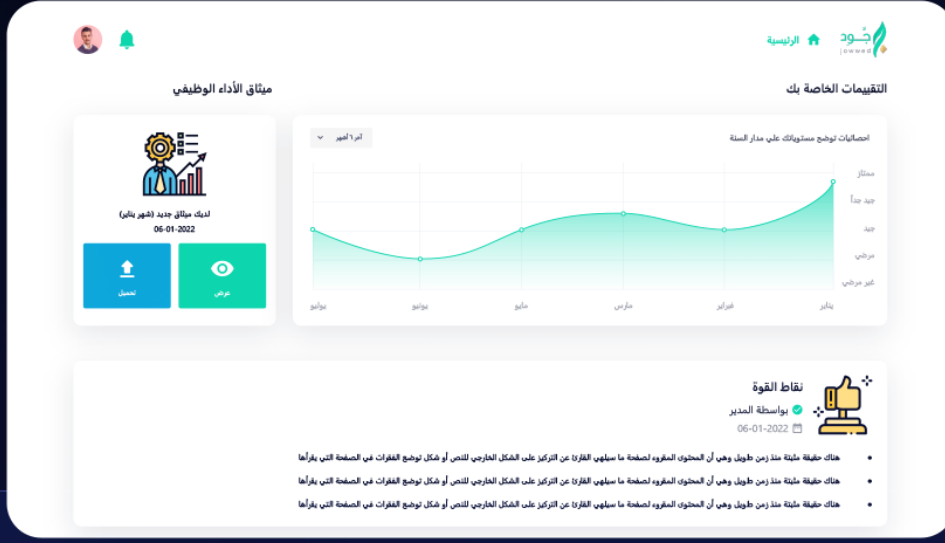 جَـود
jawwed
الرئيسية
التقييمات الخاصة بك
ميثاق الأداء الوظيفي
احصائيات توضح مستوياتك علي مدار السنة
آخر ٦ أشهر
ممتاز
جيد جداً
جيد
مرضي
غير مرضي
يناير
فبراير
مارس
مايو
يونيو
يوليو
لديك ميثاق جديد (شهر يناير)
06-01-2022
عرض
تحميل
نقاط القوة
بواسطة المدير
06-01-2022
هناك حقيقة مثبتة منذ زمن طويل وهي أن المحتوى المقروء لصفحة ما سيلهي القارئ عن التركيز على الشكل الخارجي للنص أو شكل توضع الفقرات في الصفحة التي يقرأها
هناك حقيقة مثبتة منذ زمن طويل وهي أن المحتوى المقروء لصفحة ما سيلهي القارئ عن التركيز على الشكل الخارجي للنص أو شكل توضع الفقرات في الصفحة التي يقرأها
هناك حقيقة مثبتة منذ زمن طويل وهي أن المحتوى المقروء لصفحة ما سيلهي القارئ عن التركيز على الشكل الخارجي للنص أو شكل توضع الفقرات في الصفحة التي يقرأها